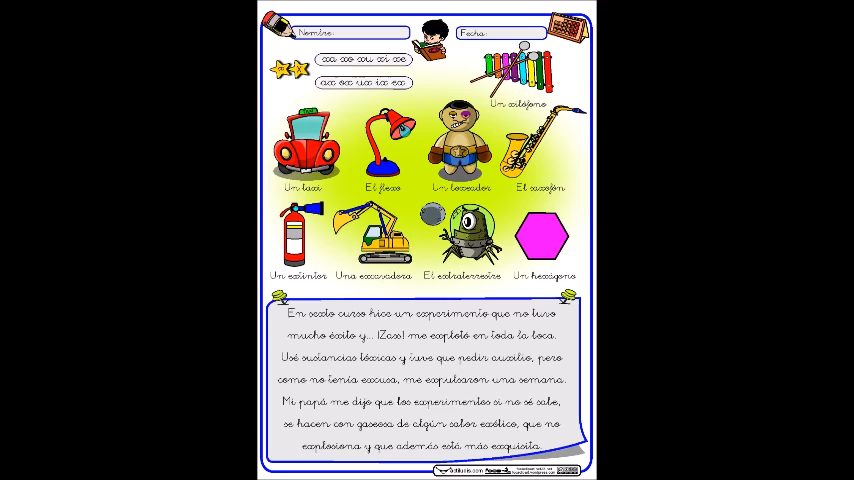 Nombre:
Fecha:
xa xo xu xi xe
ax ox ux ix ex
Un xilófono
Un taxi
El flexo
Un boxeador
El saxofón
Un extintor
Una excavadora
El extraterrestre
Un hexágono
En sexto curso hice un experimento que no tuvo
mucho éxito y... ¡Zass! me explotó en toda la boca.
Usé sustancias tóxicas y tuve que pedir auxilio, pero
como no tenía excusa, me expulsaron una semana.
Mi papá me dijo que los experimentos si no sé sabe,
se hacen con gaseosa de algún sabor exótico, que no
explosiona y que además está más exquisita.
actiludis.com